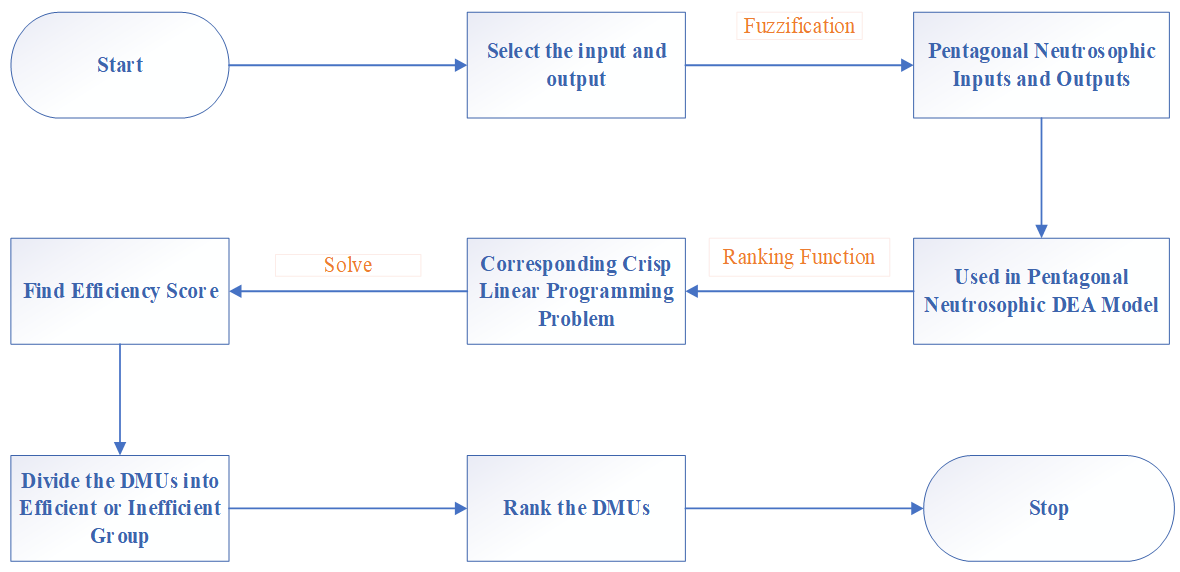 Start
Select the input and
output
Fuzzification
Pentagonal Neutrosophic
Inputs and Outputs
Used in Pentagonal
Neutrosophic DEA Model
Ranking Function
Corresponding Crisp
Linear Programming
Problem
Solve
Find Efficiency Score
Divide the DMUs into
Efficient or Inefficient
Group
Rank the DMUs
Stop